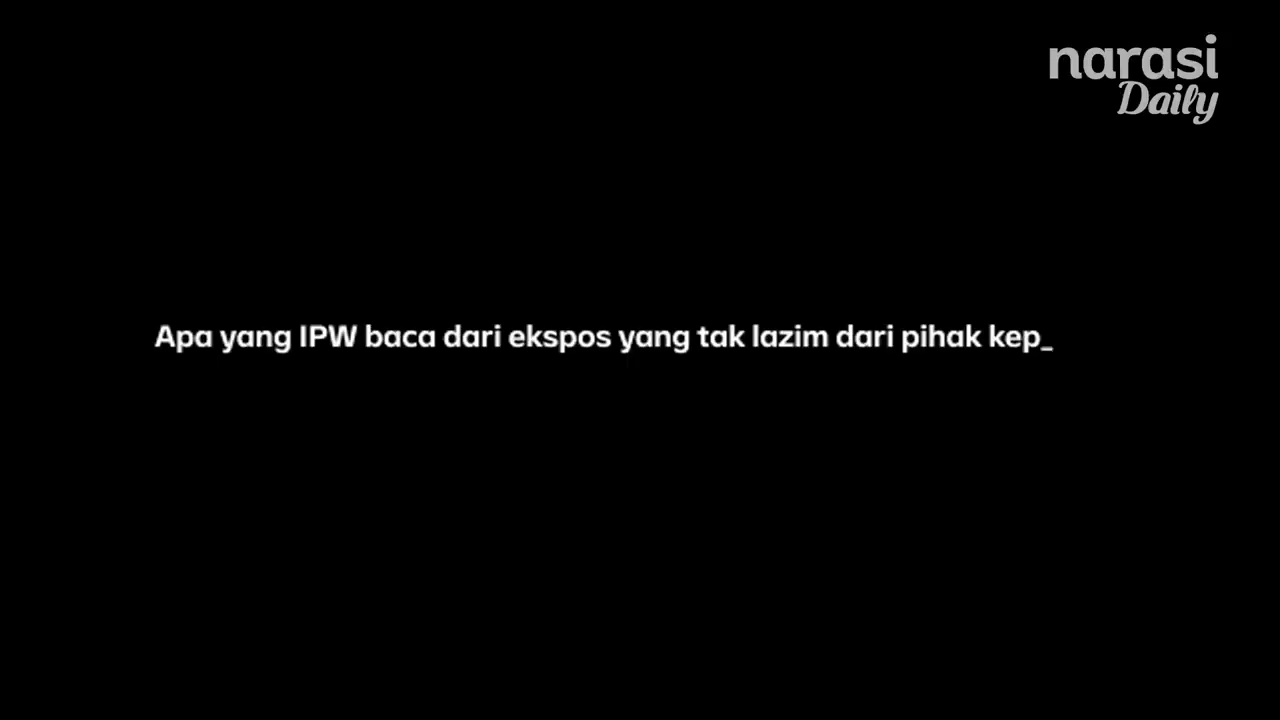 narasi
Daily
Apa yang IPW baca dari ekspos yang tak lazim dari pihak kep_